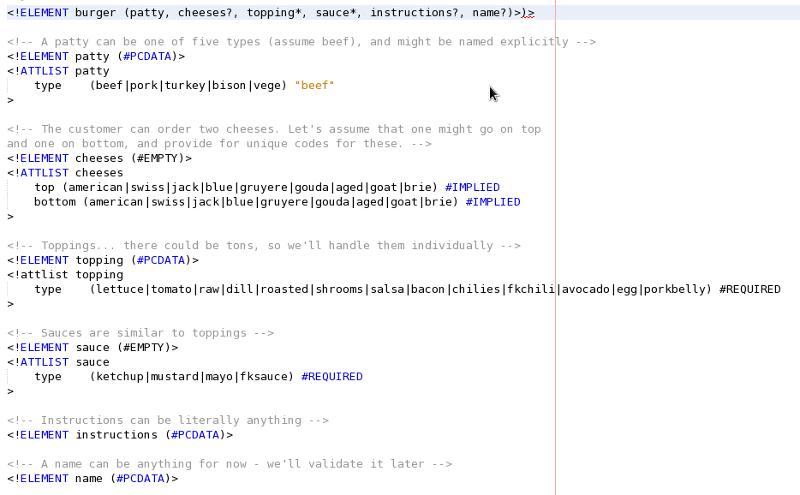 <!ELEMENT burger (patty, cheeses?, topping*, sauce*, instructions?, name?)>)>
<!-- A patty can be one of five types (assume beef), and might be named explicitly -->
<!ELEMENT patty (#PCDATA)>
<!ATTLIST patty
    type    (beef|pork|turkey|bison|vege) "beef"
>
<!-- The customer can order two cheeses. Let's assume that one might go on top
and one on bottom, and provide for unique codes for these. -->
<!ELEMENT cheeses (#EMPTY)>
<!ATTLIST cheeses
    top (american|swiss|jack|blue|gruyere|gouda|aged|goat|brie) #IMPLIED
    bottom (american|swiss|jack|blue|gruyere|gouda|aged|goat|brie) #IMPLIED
>
<!-- Toppings... there could be tons, so we'll handle them individually -->
<!ELEMENT topping (#PCDATA)>
<!attlist topping
    type    (lettuce|tomato|raw|dill|roasted|shrooms|salsa|bacon|chilies|fkchili|avocado|egg|porkbelly) #REQUIRED
>
<!-- Sauces are similar to toppings -->
<!ELEMENT sauce (#EMPTY)>
<!ATTLIST sauce
    type    (ketchup|mustard|mayo|fksauce) #REQUIRED
>
<!-- Instructions can be literally anything -->
<!ELEMENT instructions (#PCDATA)>
<!-- A name can be anything for now - we'll validate it later -->
<!ELEMENT name (#PCDATA)>